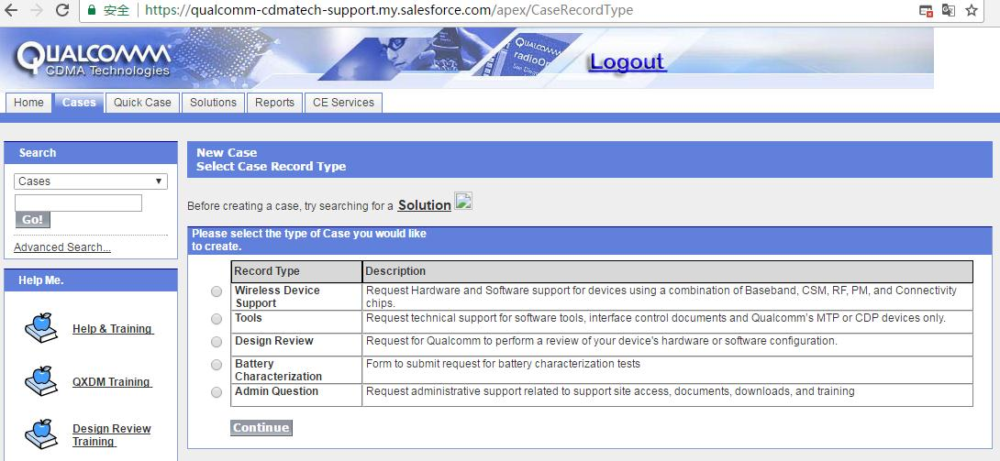 安全
https://qualcomm-cdmatech-support.my.salesforce.com/apex/CaseRecordType
QUALCOMM®
CDMA Technologies
QUALCOMM
radioOn
San Diego
Logout
Home Cases Quick Case Solutions Reports CE Services
Search
Cases
Go!
Advanced Search...
Help Me.
Help & Training
QXDM Training
Design Review
Training
New Case
Select Case Record Type
Before creating a case, try searching for a Solution
Please select the type of Case you would like
to create.
Record Type Description
Wireless Device Request Hardware and Software support for devices using a combination of Baseband, CSM, RF, PM, and Connectivity
Support chips.
Tools Request technical support for software tools, interface control documents and Qualcomm's MTP or CDP devices only.
Design Review Request for Qualcomm to perform a review of your device's hardware or software configuration.
Battery Form to submit request for battery characterization tests
Characterization
Admin Question Request administrative support related to support site access, documents, downloads, and training
Continue